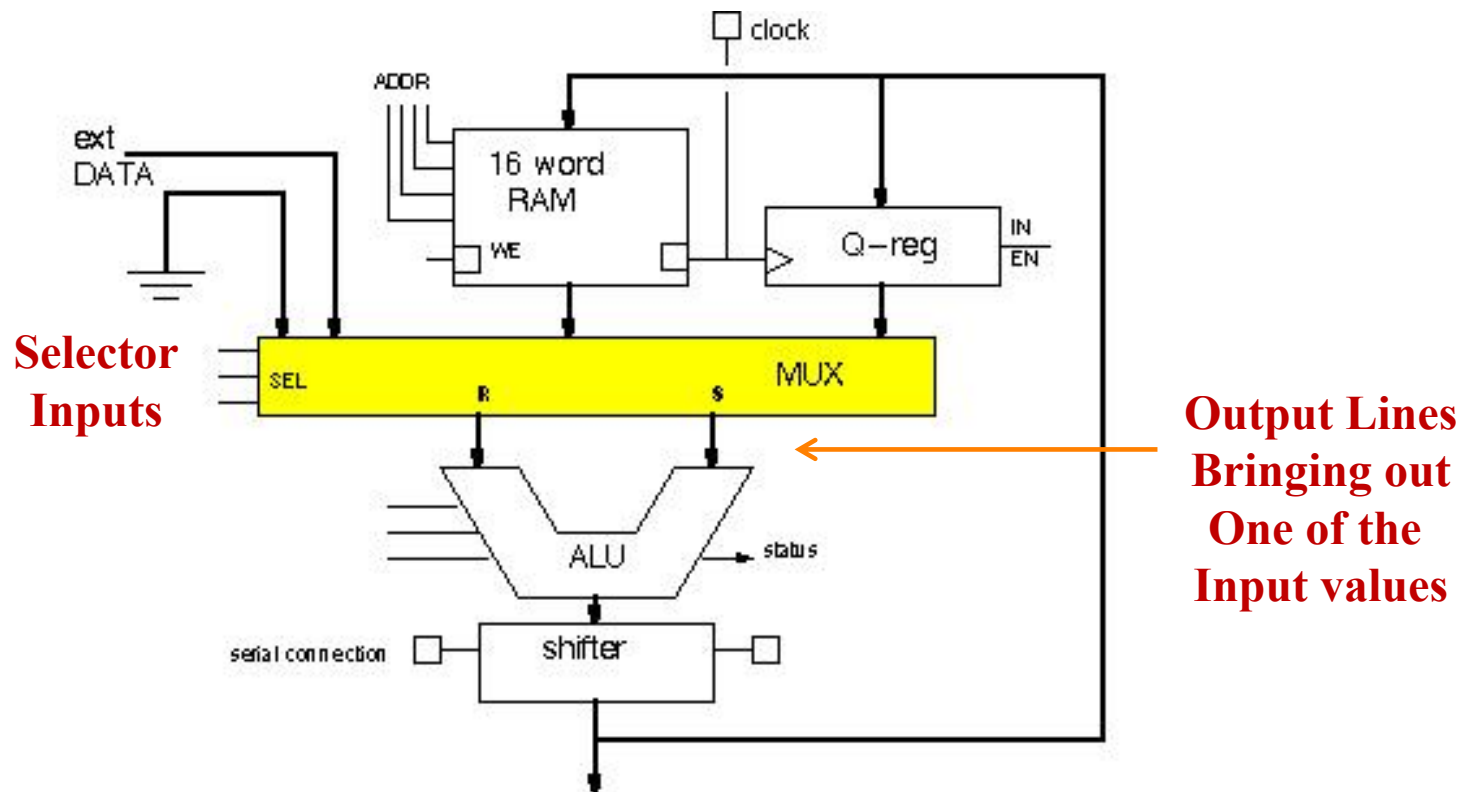 clock
ADDR
ext
DATA
16 word
RAM
WE
Q-reg
IN
EN
Selector
Inputs
SEL
MUX
R
S
Output Lines
Bringing out
One of the
Input values
ALU
status
serial connection
shifter